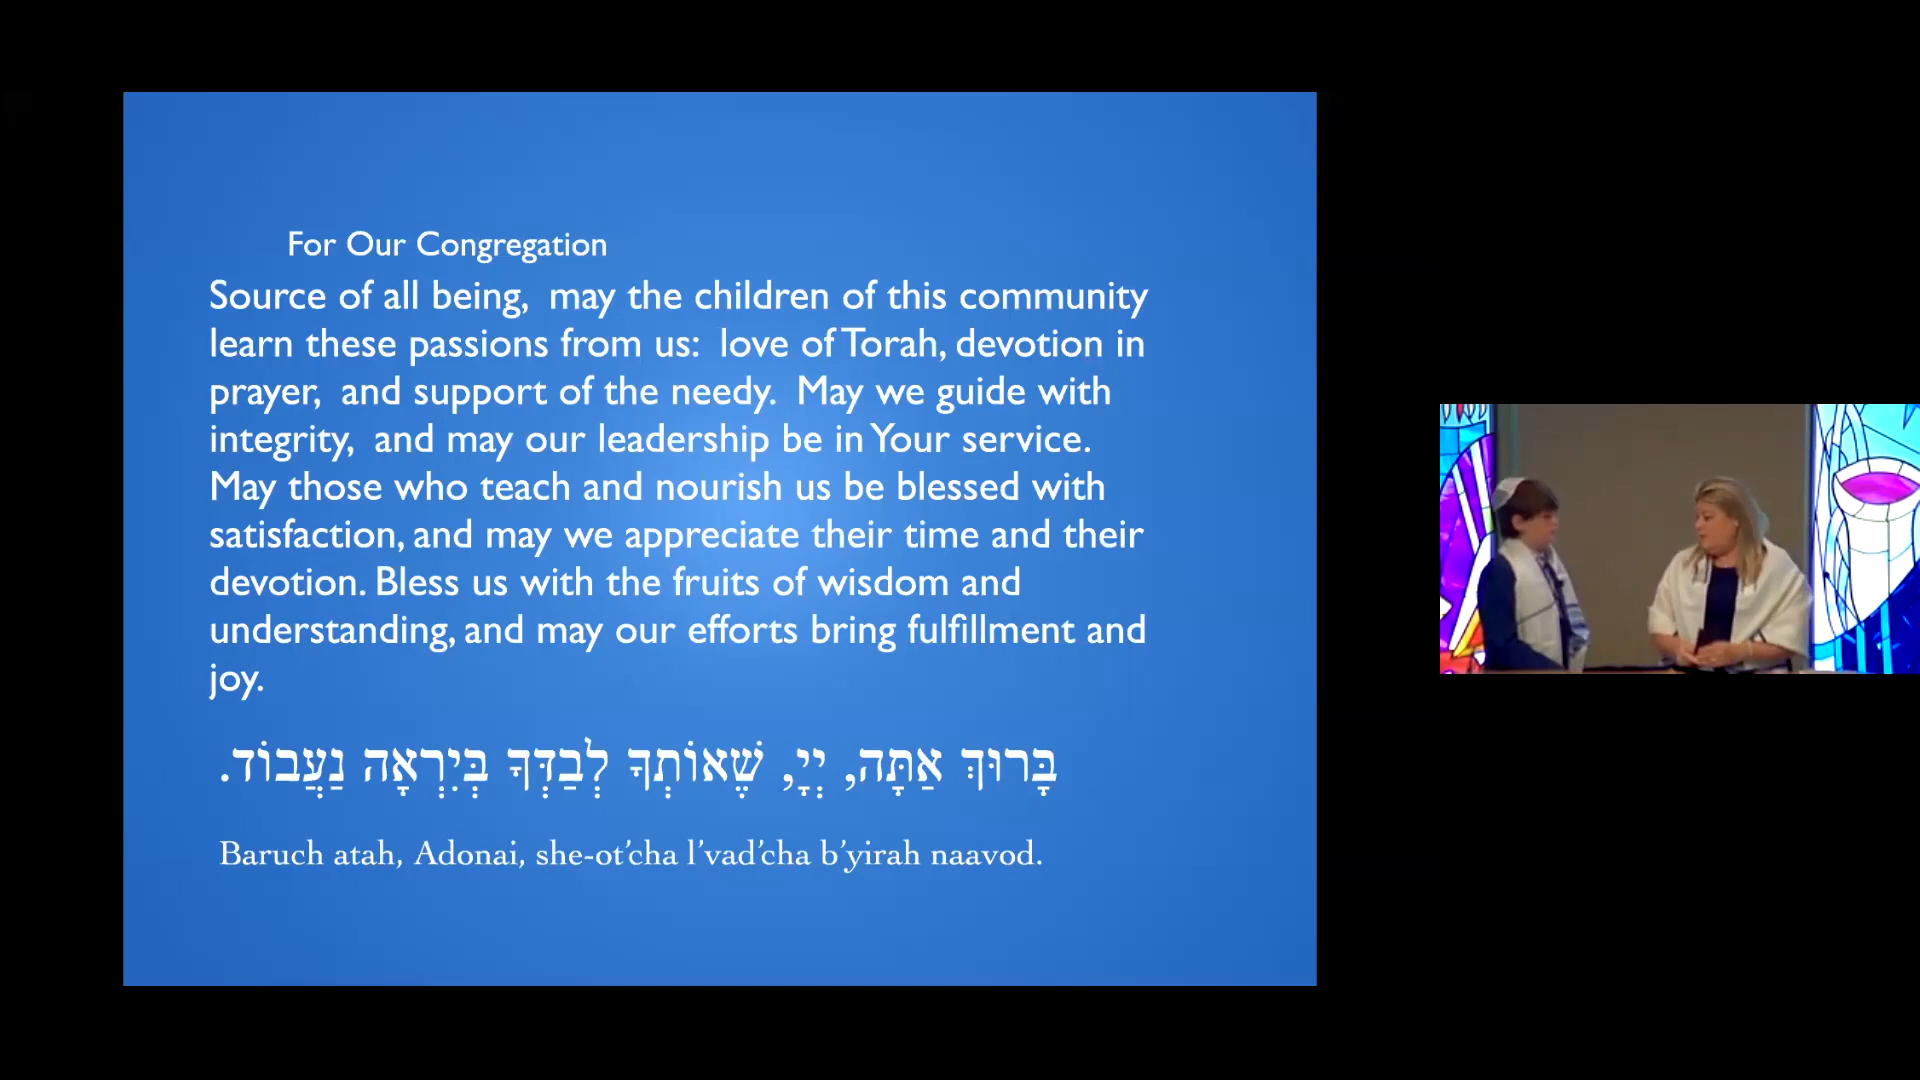 For Our Congregation
Source of all being,  may the children of this community
learn these passions from us:  love of Torah, devotion in
prayer,  and support of the needy.  May we guide with
integrity,  and may our leadership be in Your service.
May those who teach and nourish us be blessed with
satisfaction, and may we appreciate their time and their
devotion. Bless us with the fruits of wisdom and
understanding, and may our efforts bring fulfillment and
joy.
בָּרוּךְ אַתָּה, יְיָ, שֶׁאוֹתְךָ לְבַדְּךָ בְּיִרְאָה נַעֲבוֹד.
Baruch atah, Adonai, she-ot’cha l’vad’cha b’yirah naavod.